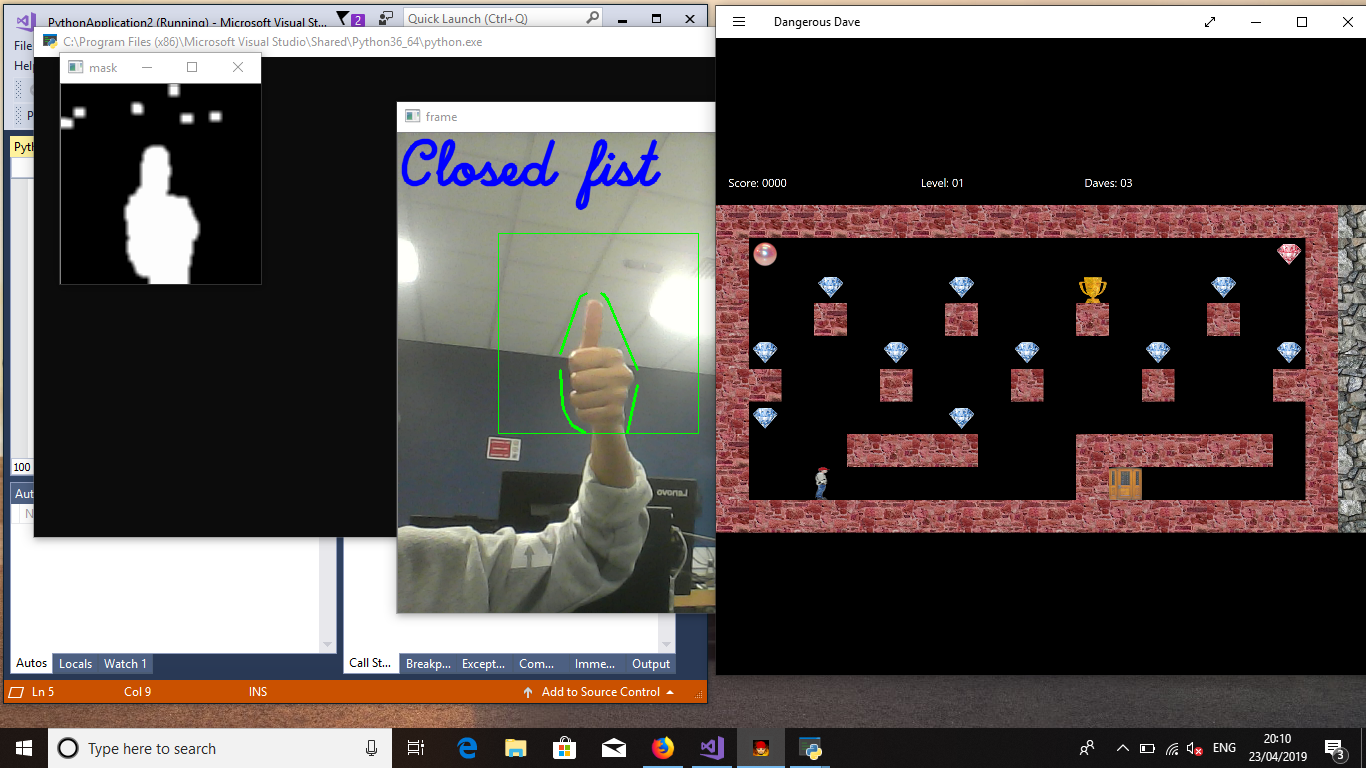 PythonApplication2 (Running) - Microsoft Visual St...
2
Quick Launch (Ctrl+Q)
File
Help
C:\Program Files (x86)\Microsoft Visual Studio\Shared\Python36_64\python.exe
mask
frame
Closed fist
Lenovo
Pyth
100
Aut
N
Autos
Locals
Watch 1
Call St...
Breakp...
Except...
Com...
Imme...
Output
Ln 5
Col 9
INS
Add to Source Control
Dangerous Dave
Score: 0000
Level: 01
Daves: 03
Type here to search
ENG
20:10
23/04/2019
3